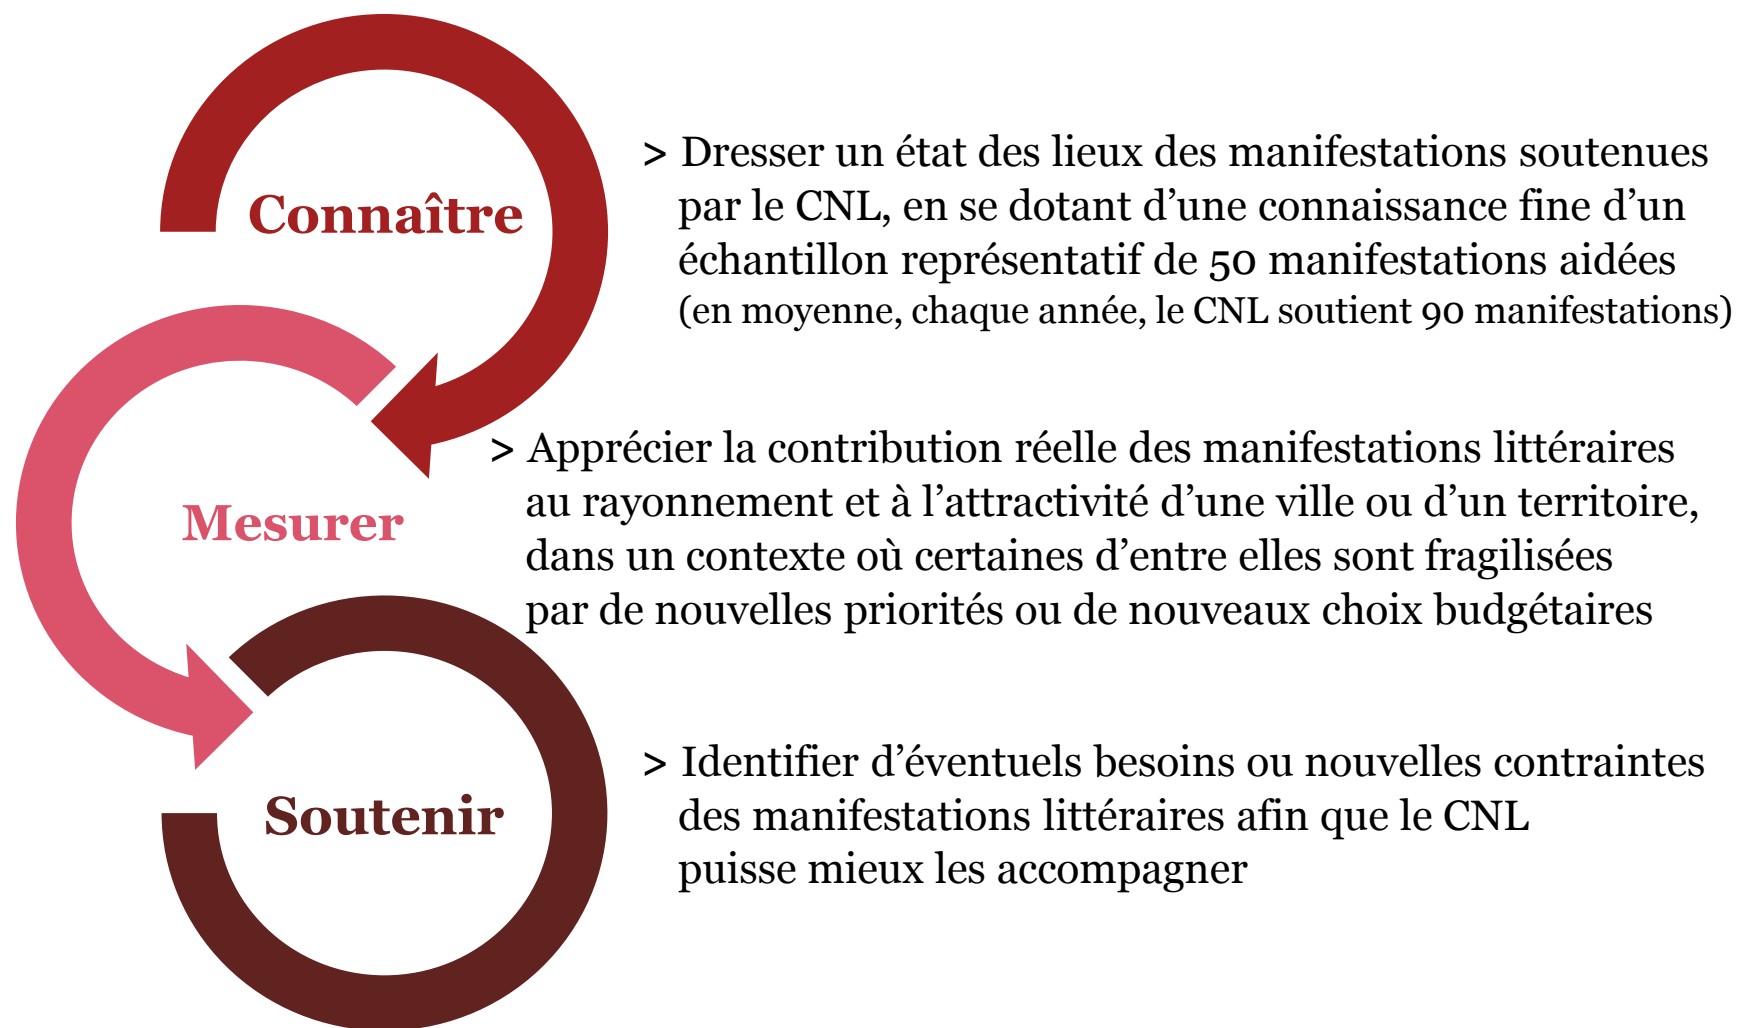 Connaître
> Dresser un état des lieux des manifestations soutenues
par le CNL, en se dotant d’une connaissance fine d’un
échantillon représentatif de 50 manifestations aidées
(en moyenne, chaque année, le CNL soutient 90 manifestations)
Mesurer
> Apprécier la contribution réelle des manifestations littéraires
au rayonnement et à l’attractivité d’une ville ou d’un territoire,
dans un contexte où certaines d’entre elles sont fragilisées
par de nouvelles priorités ou de nouveaux choix budgétaires
Soutenir
> Identifier d’éventuels besoins ou nouvelles contraintes
des manifestations littéraires afin que le CNL
puisse mieux les accompagner